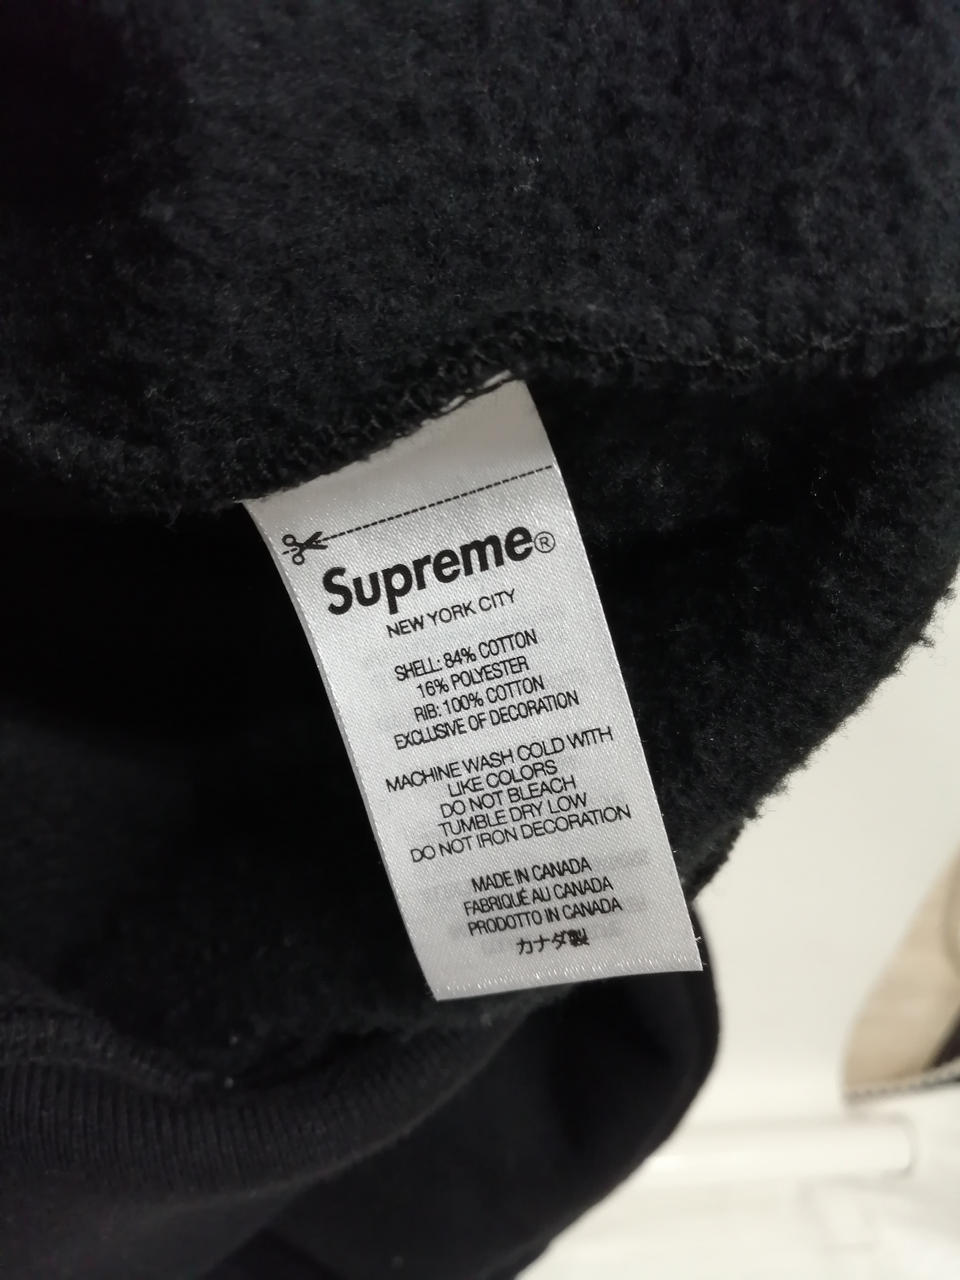 Supreme®
NEW YORK CITY
SHELL: 84% COTTON
16% POLYESTER
RIB: 100% COTTON
EXCLUSIVE OF DECORATION
MACHINE WASH COLD WITH
LIKE COLORS
DO NOT BLEACH
TUMBLE DRY LOW
DO NOT IRON DECORATION
MADE IN CANADA
FABRIQUÉ AU CANADA
PRODOTTO IN CANADA
カナダ製